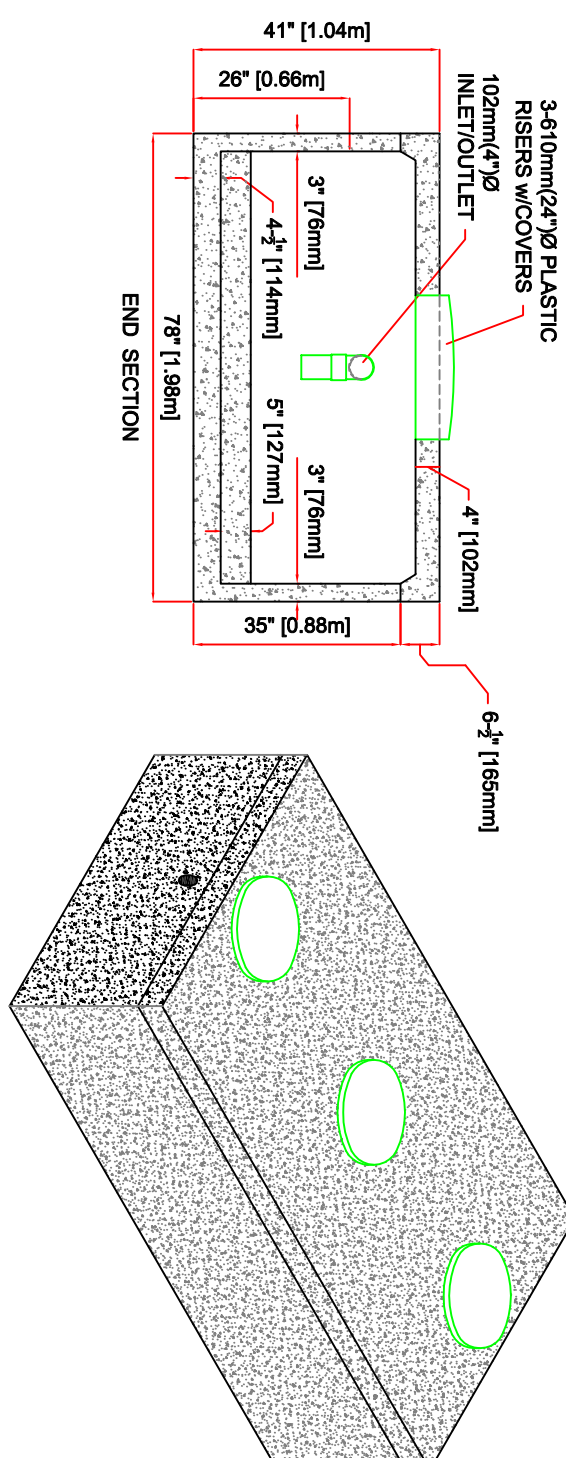 3-610mm(24")Ø PLASTIC
RISERS w/COVERS
102mm(4")Ø
INLET/OUTLET
41" [1.04m]
26" [0.66m]
3" [76mm]
4-1/2" [114mm]
5" [127mm]
3" [76mm]
4" [102mm]
35" [0.88m]
6-1/2" [165mm]
78" [1.98m]
END SECTION